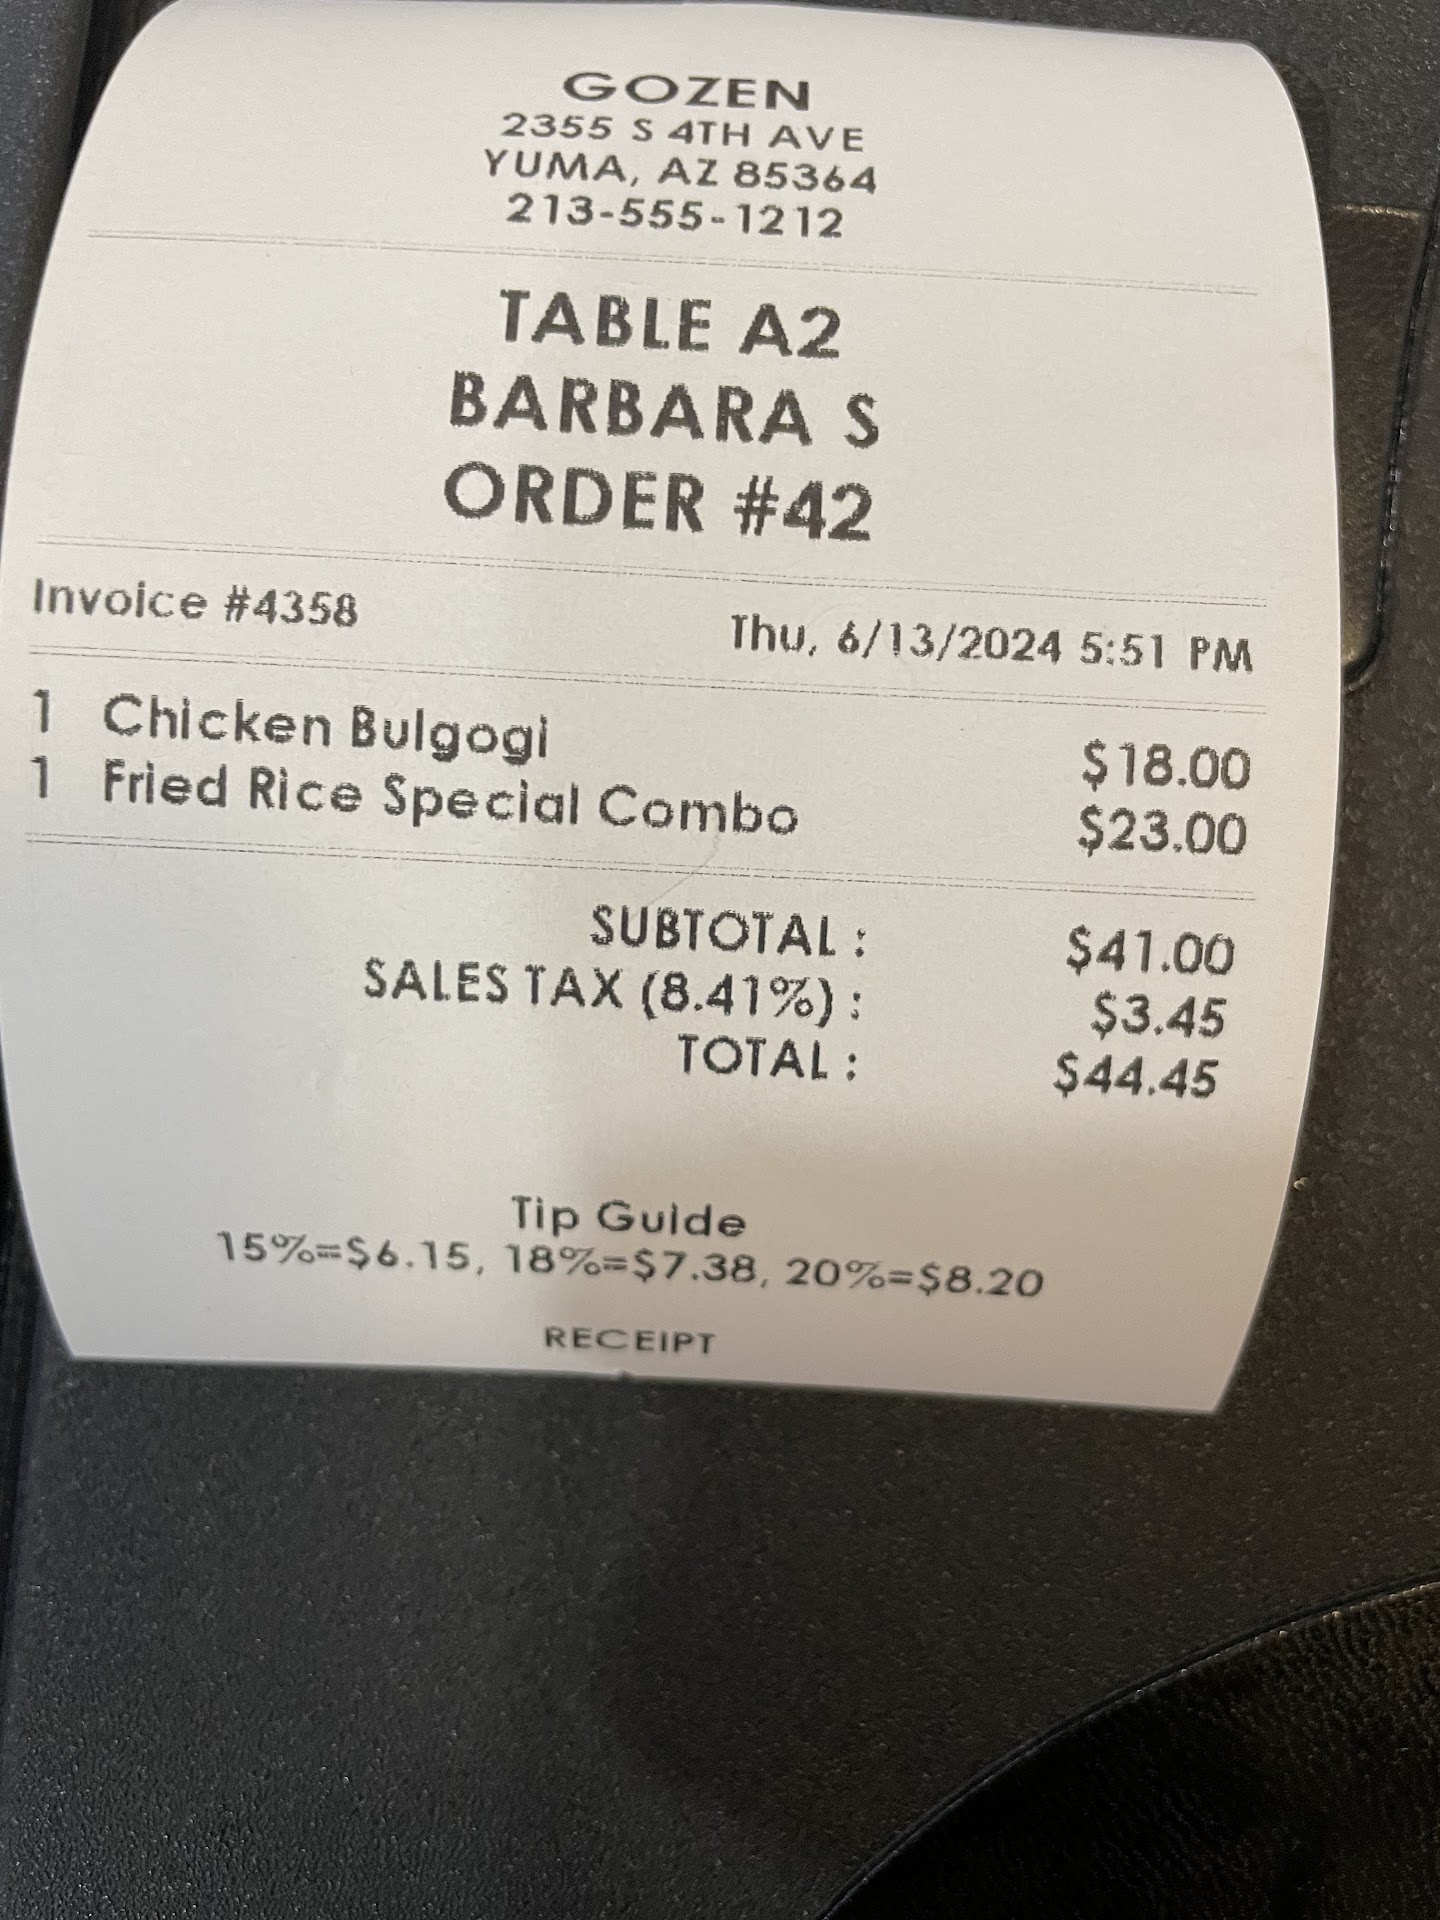 GOZEN
2355 S 4TH AVE
YUMA, AZ 85364
213-555-1212
TABLE A2
BARBARA S
ORDER #42
Invoice #4358 Thu, 6/13/2024 5:51 PM
1 Chicken Bulgogi $18.00
1 Fried Rice Special Combo $23.00
SUBTOTAL : $41.00
SALES TAX (8.41%) : $3.45
TOTAL : $44.45
Tip Guide
15%=$6.15, 18%=$7.38, 20%=$8.20
RECEIPT